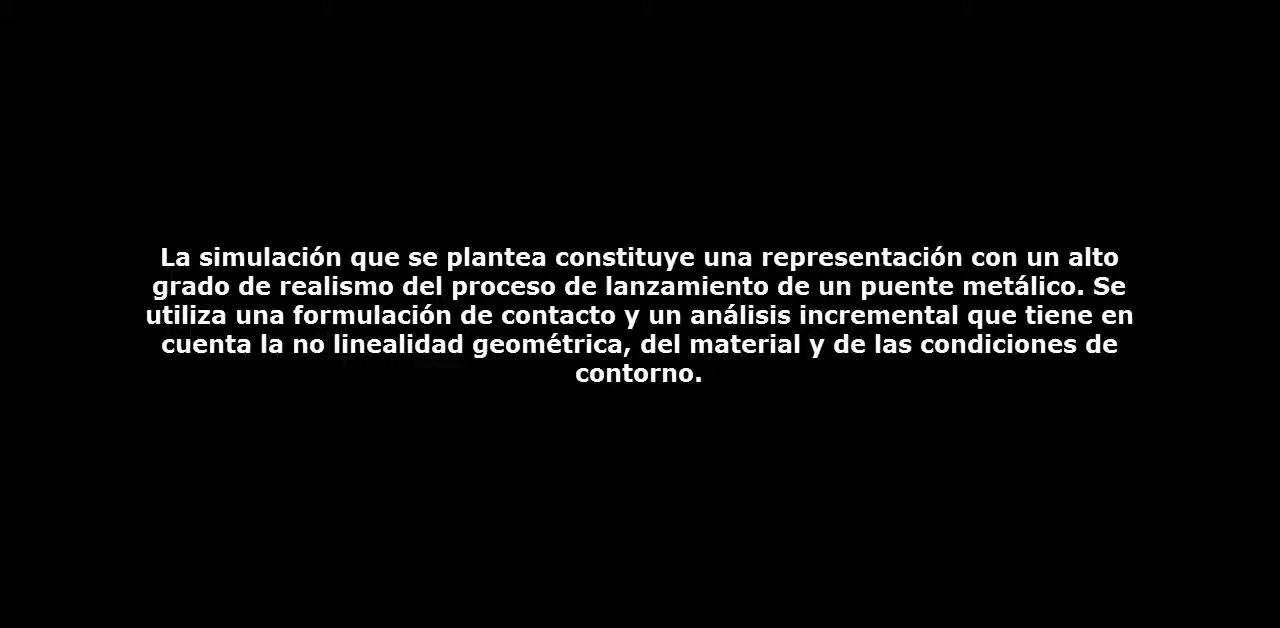 La simulación que se plantea constituye una representación con un alto
grado de realismo del proceso de lanzamiento de un puente metálico. Se
utiliza una formulación de contacto y un análisis incremental que tiene en
cuenta la no linealidad geométrica, del material y de las condiciones de
contorno.